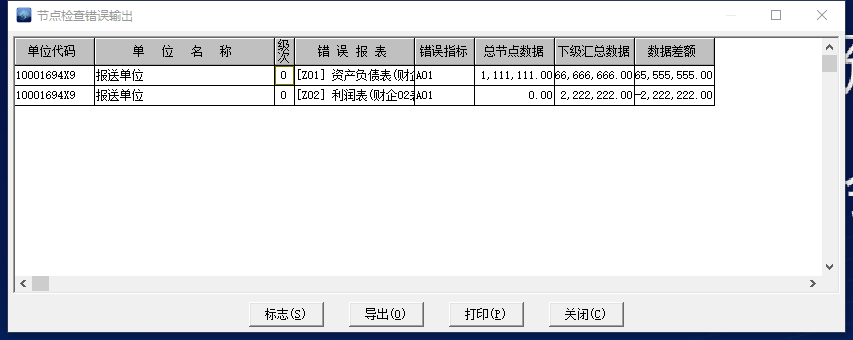 节点检查错误输出
单位代码 单 位 名 称 级次 错 误 报 表 错误指标 总节点数据 下级汇总数据 数据差额
10001694X9 报送单位 0 [Z01] 资产负债表(财企 A01 1,111,111.00 66,666,666.00 65,555,555.00
10001694X9 报送单位 0 [Z02] 利润表(财企02表 A01 0.00 2,222,222.00 -2,222,222.00
标志(S) 导出(O) 打印(P) 关闭(C)